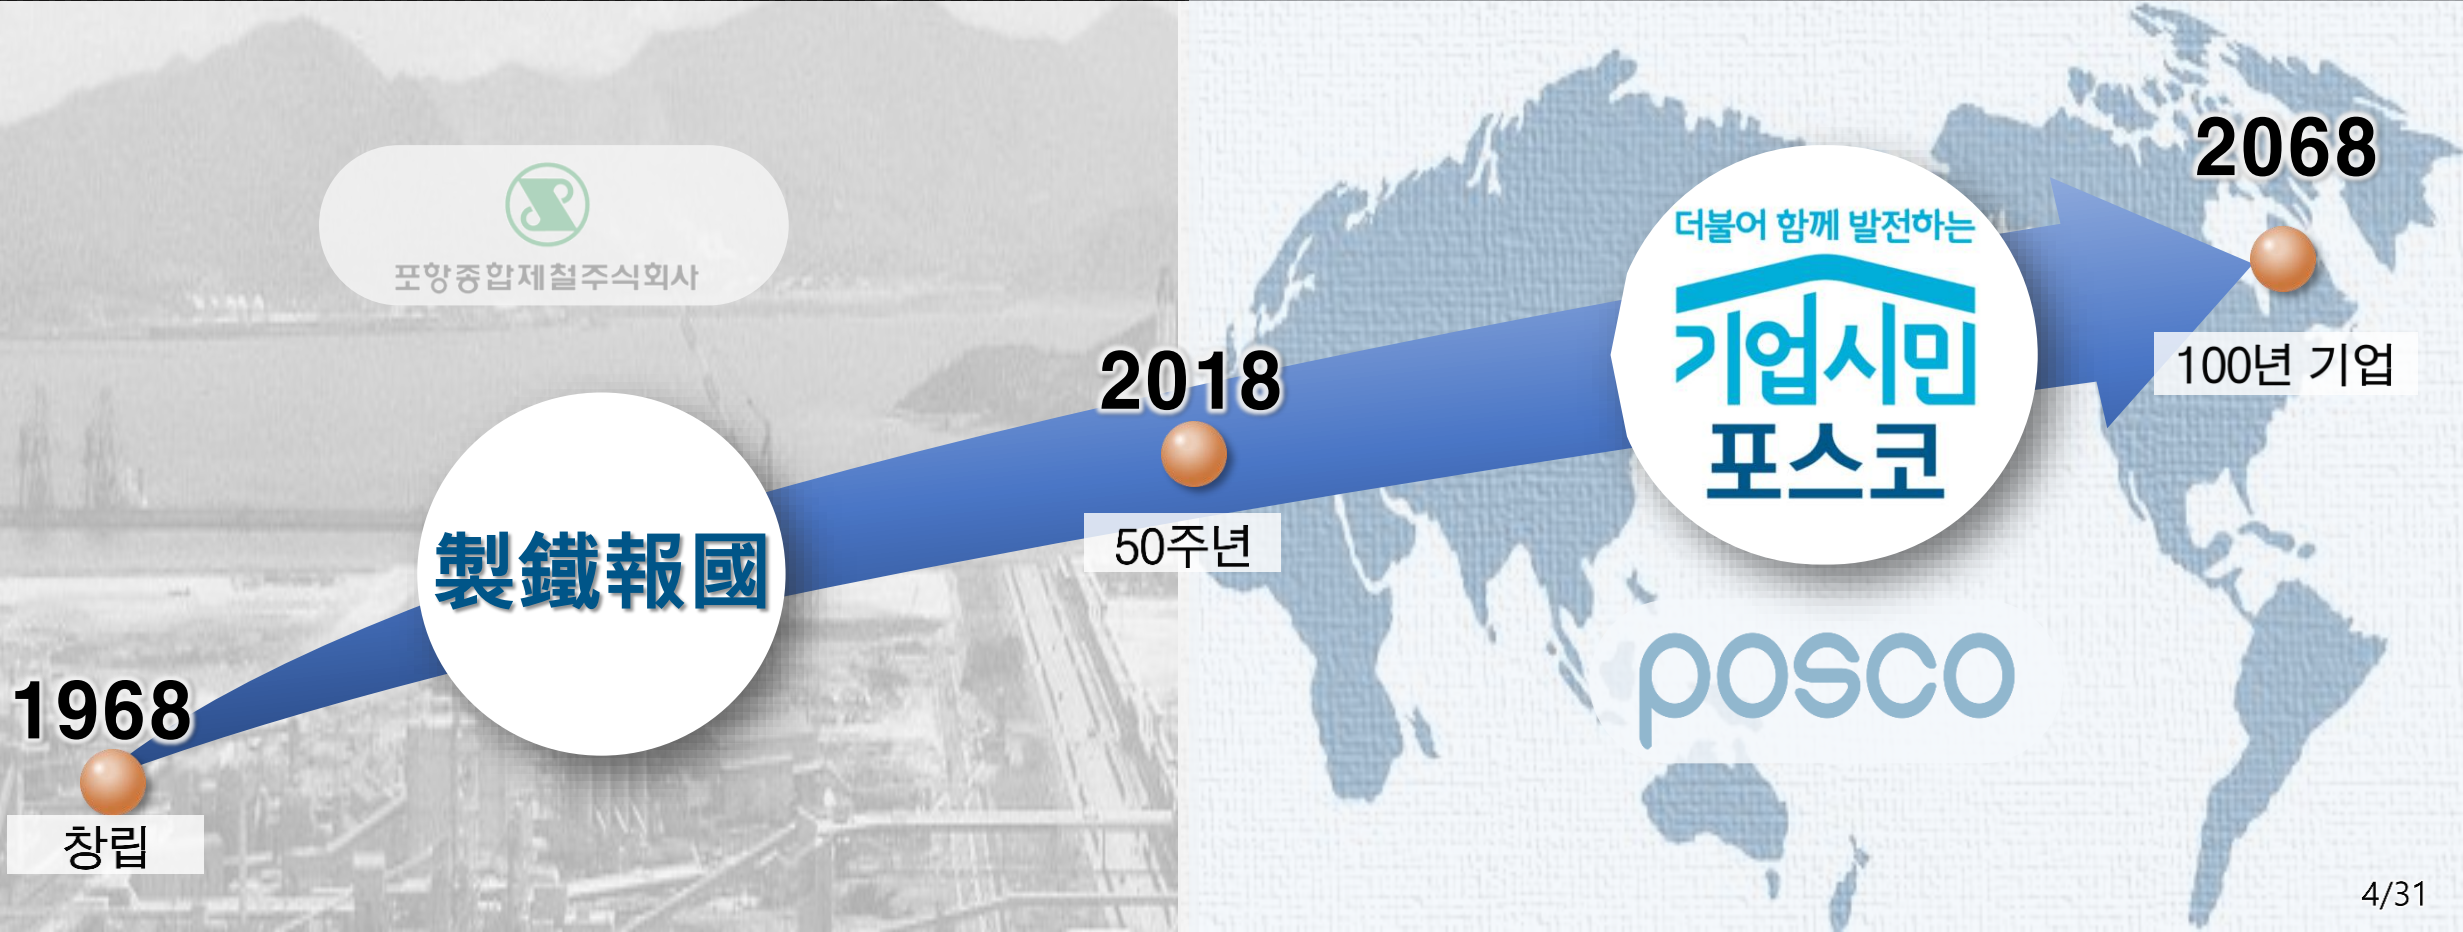 포항종합제철주식회사
製鐵報國
1968
창립
2018
50주년
더불어 함께 발전하는
기업시민
포스코
posco
2068
100년 기업
4/31